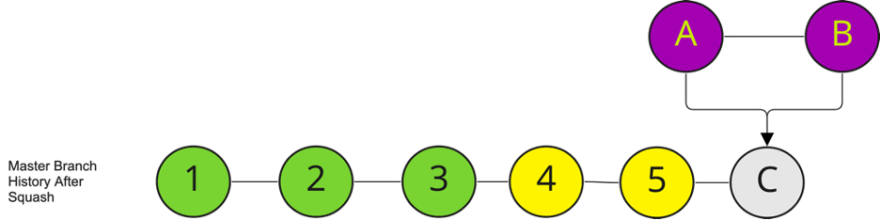 A B
Master Branch
History After
Squash
1 2 3 4 5 C